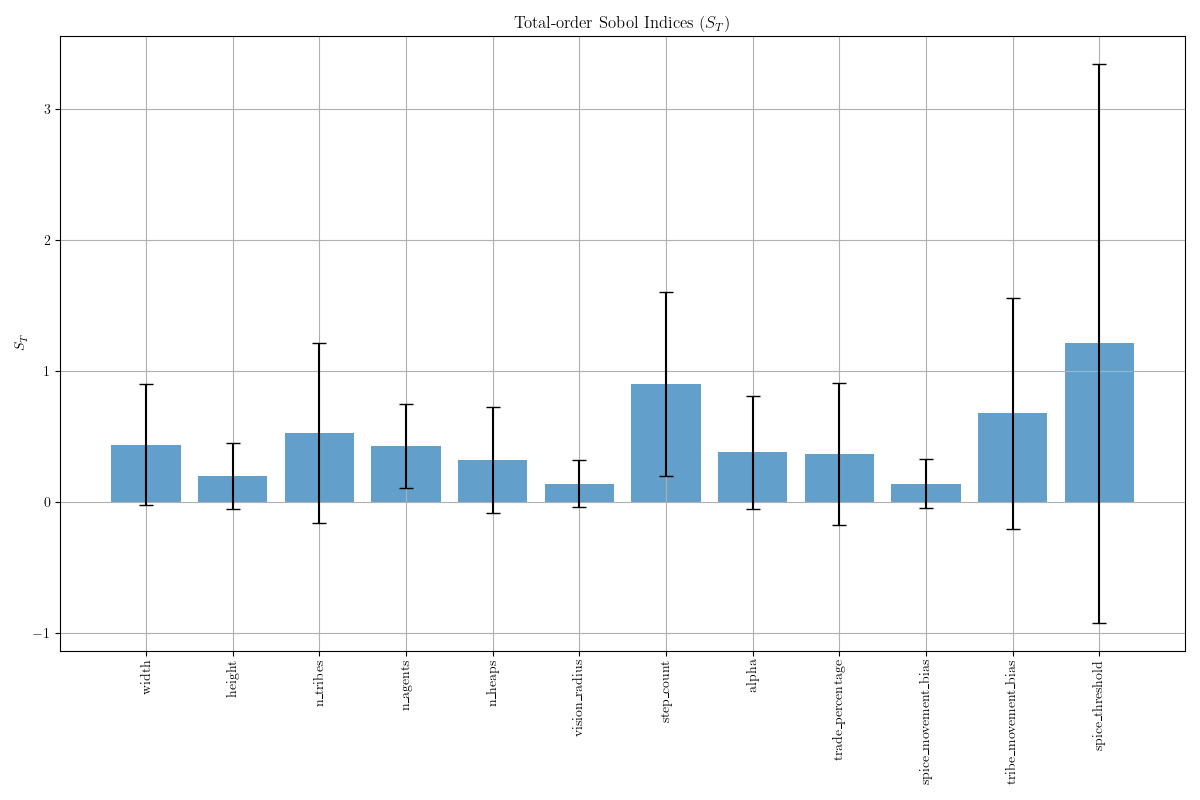 Total-order Sobol Indices ($S_T$)
3
2
1
0
−1
$S_T$
width
height
n_tribes
n_agents
n_heaps
vision_radius
step_count
alpha
trade_percentage
spice_movement_bias
tribe_movement_bias
spice_threshold